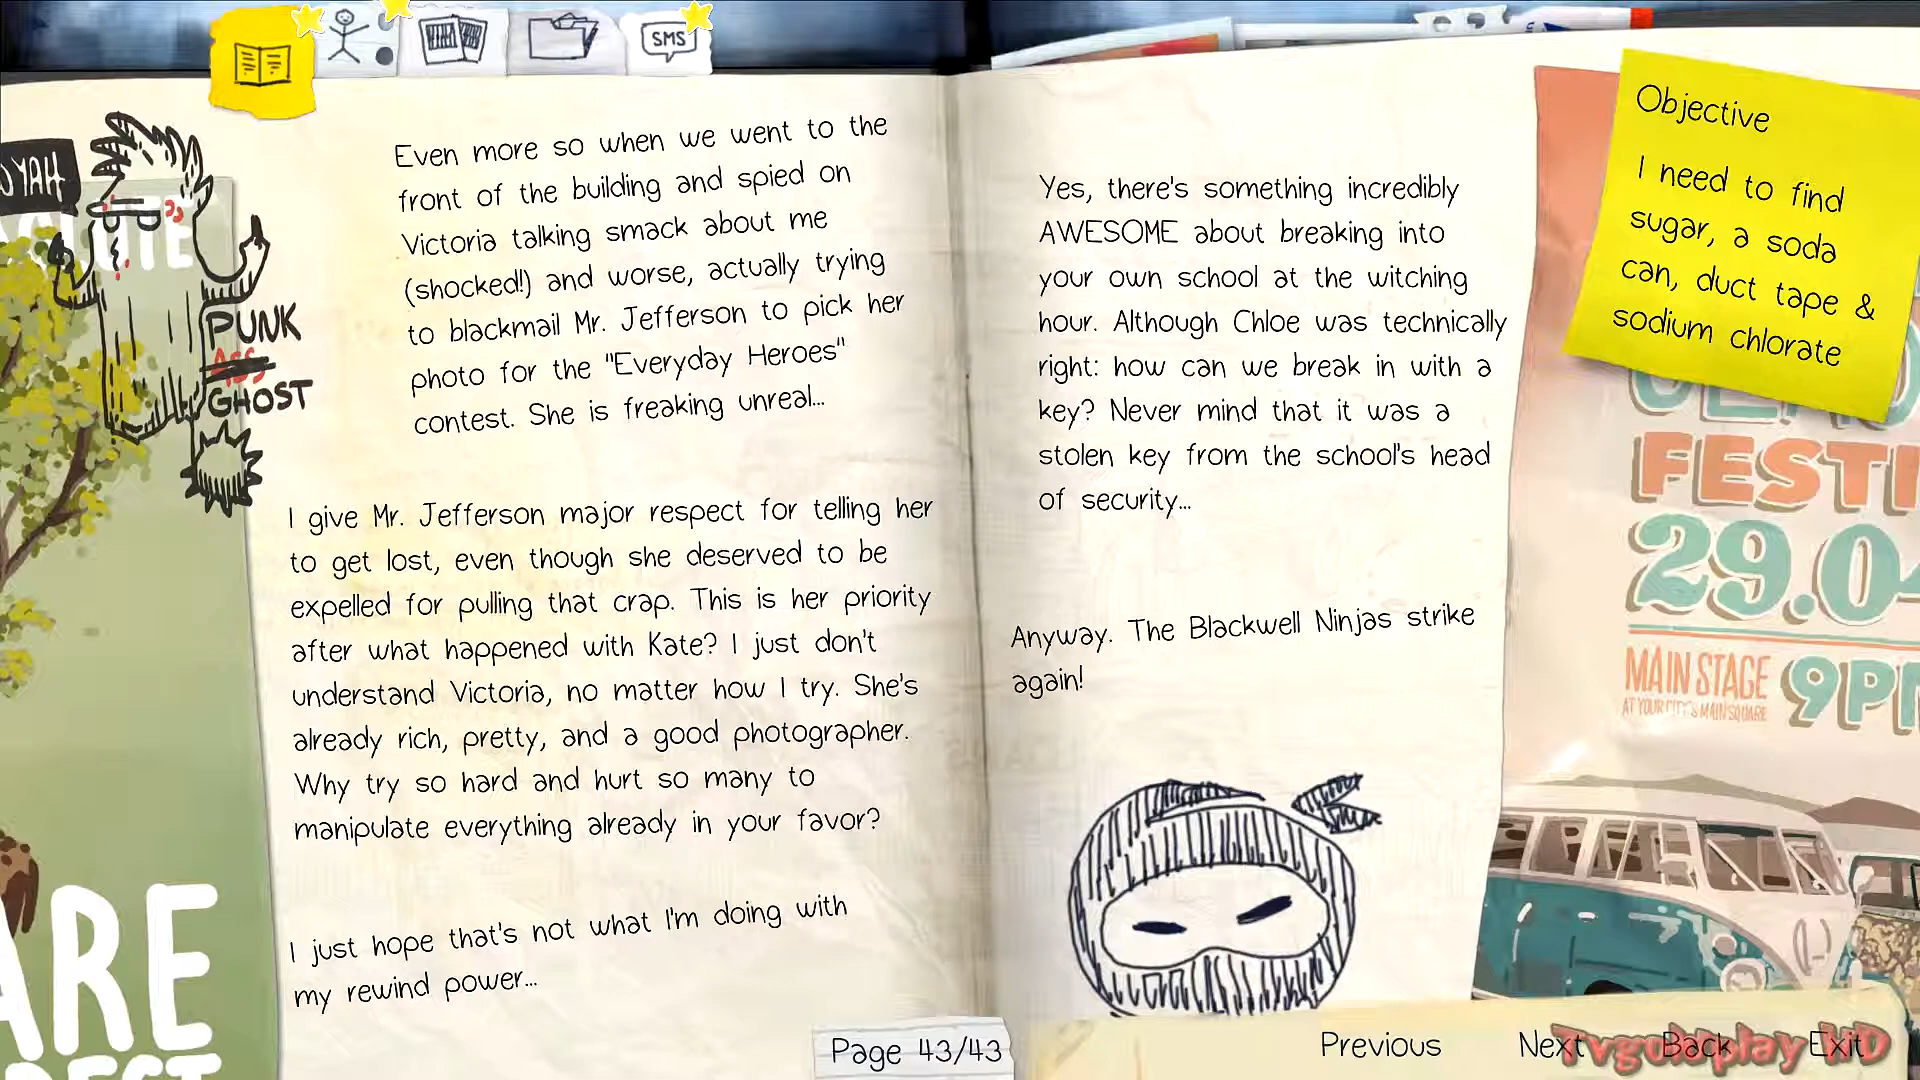 SMS
Even more so when we went to the
front of the building and spied on
Victoria talking smack about me
(shocked!) and worse, actually trying
to blackmail Mr. Jefferson to pick her
photo for the "Everyday Heroes"
contest. She is freaking unreal...
PUNK
ASS
GHOST
I give Mr. Jefferson major respect for telling her
to get lost, even though she deserved to be
expelled for pulling that crap. This is her priority
after what happened with Kate? I just don't
understand Victoria, no matter how I try. She's
already rich, pretty, and a good photographer.
Why try so hard and hurt so many to
manipulate everything already in your favor?
I just hope that's not what I'm doing with
my rewind power...
Page 43/43
Yes, there's something incredibly
AWESOME about breaking into
your own school at the witching
hour. Although Chloe was technically
right: how can we break in with a
key? Never mind that it was a
stolen key from the school's head
of security...
Anyway. The Blackwell Ninjas strike
again!
Objective
I need to find
sugar, a soda
can, duct tape &
sodium chlorate
FESTI
29.04
MAIN STAGE
AT YOUR CITY'S MAIN SQUARE
9PM
ARE
Previous
Next
Back
Exit